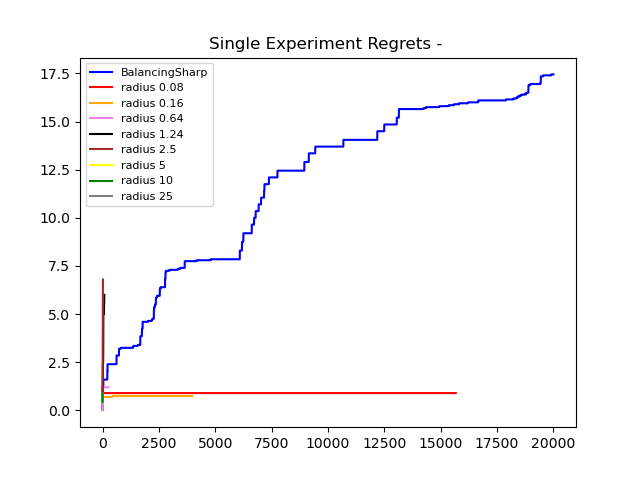 Single Experiment Regrets -
17.5
15.0
12.5
10.0
7.5
5.0
2.5
0.0
BalancingSharp
radius 0.08
radius 0.16
radius 0.64
radius 1.24
radius 2.5
radius 5
radius 10
radius 25
0 2500 5000 7500 10000 12500 15000 17500 20000